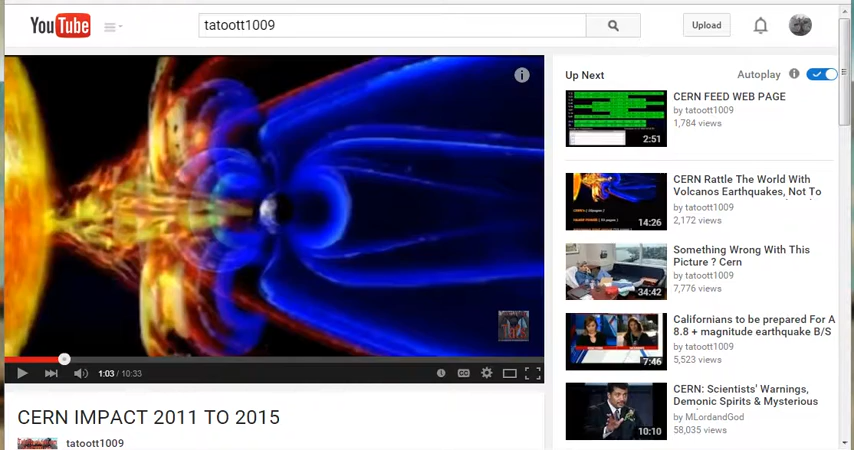 YouTube
tatoott1009
Upload
Up Next
Autoplay
CERN FEED WEB PAGE
by tatoott1009
1,784 views
2:51
CERN Rattle The World With
Volcanos Earthquakes, Not To
by tatoott1009
2,172 views
14:26
Something Wrong With This
Picture ? Cern
by tatoott1009
7,776 views
34:42
Californians to be prepared For A
8.8 + magnitude earthquake B/S
by tatoott1009
5,523 views
7:46
CERN: Scientists' Warnings,
Demonic Spirits & Mysterious
by MLordandGod
58,035 views
10:10
1:03 / 10:33
CERN IMPACT 2011 TO 2015
tatoott1009